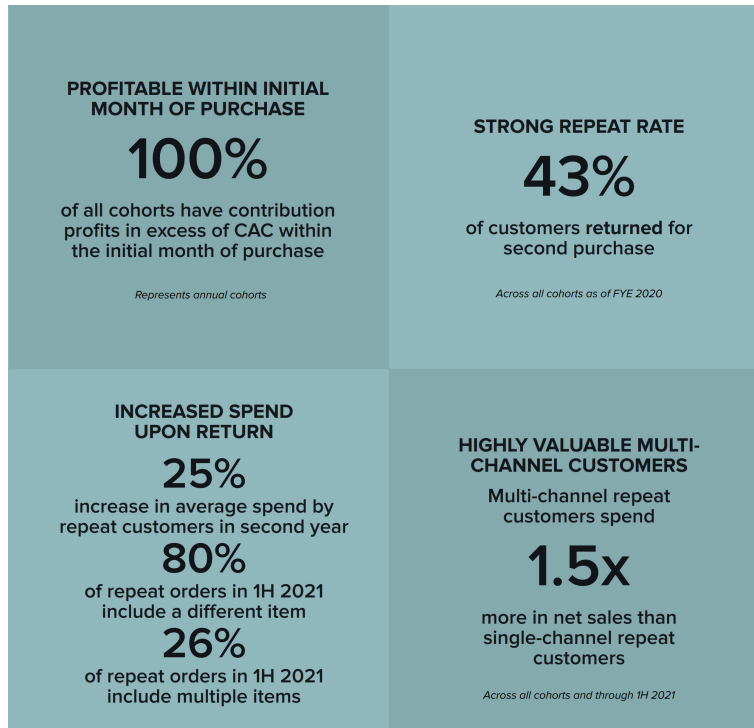 PROFITABLE WITHIN INITIAL
MONTH OF PURCHASE
100%
of all cohorts have contribution
profits in excess of CAC within
the initial month of purchase
Represents annual cohorts
STRONG REPEAT RATE
43%
of customers returned for
second purchase
Across all cohorts as of FYE 2020
INCREASED SPEND
UPON RETURN
25%
increase in average spend by
repeat customers in second year
80%
of repeat orders in 1H 2021
include a different item
26%
of repeat orders in 1H 2021
include multiple items
HIGHLY VALUABLE MULTI-
CHANNEL CUSTOMERS
Multi-channel repeat
customers spend
1.5x
more in net sales than
single-channel repeat
customers
Across all cohorts and through 1H 2021